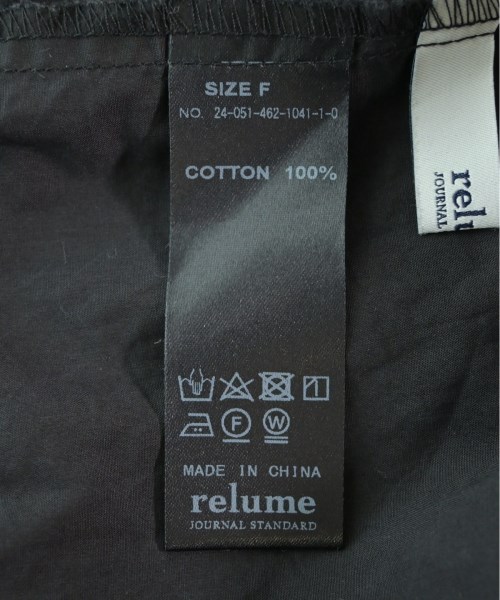 SIZE F
NO. 24-051-462-1041-1-0
COTTON 100%
F W
MADE IN CHINA
relume
JOURNAL STANDARD
relu
JOURNAL